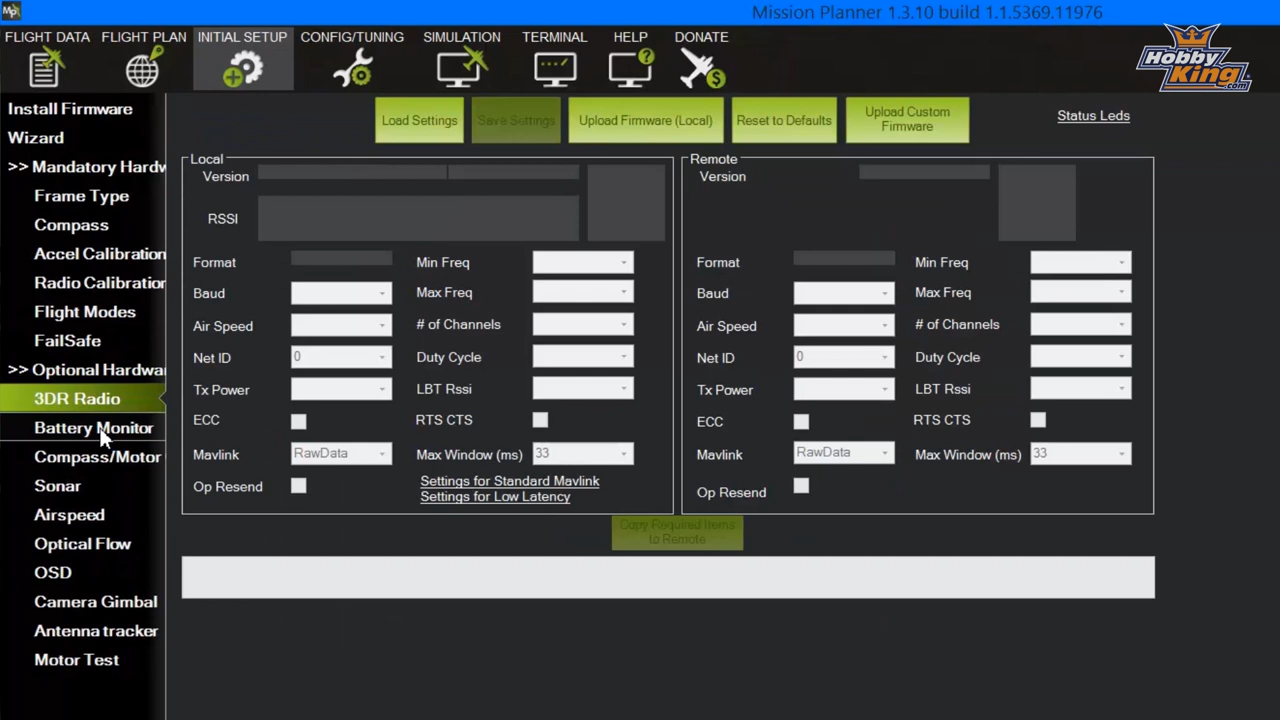 Mission Planner 1.3.10 build 1.1.5369.11976
FLIGHT DATA FLIGHT PLAN INITIAL SETUP CONFIG/TUNING SIMULATION TERMINAL HELP DONATE
Hobby
King.com
Install Firmware
Wizard
>> Mandatory Hardw
Frame Type
Compass
Accel Calibration
Radio Calibration
Flight Modes
FailSafe
>> Optional Hardwar
3DR Radio
Battery Monitor
Compass/Motor
Sonar
Airspeed
Optical Flow
OSD
Camera Gimbal
Antenna tracker
Motor Test
Load Settings
Save Settings
Upload Firmware (Local)
Reset to Defaults
Upload Custom
Firmware
Status Leds
Local
Version
RSSI
Format
Min Freq
Baud
Max Freq
Air Speed
# of Channels
Net ID 0
Duty Cycle
Tx Power
LBT Rssi
ECC
RTS CTS
Mavlink RawData
Max Window (ms) 33
Op Resend
Settings for Standard Mavlink
Settings for Low Latency
Remote
Version
Format
Min Freq
Baud
Max Freq
Air Speed
# of Channels
Net ID 0
Duty Cycle
Tx Power
LBT Rssi
ECC
RTS CTS
Mavlink RawData
Max Window (ms) 33
Op Resend
Copy Required Items
to Remote